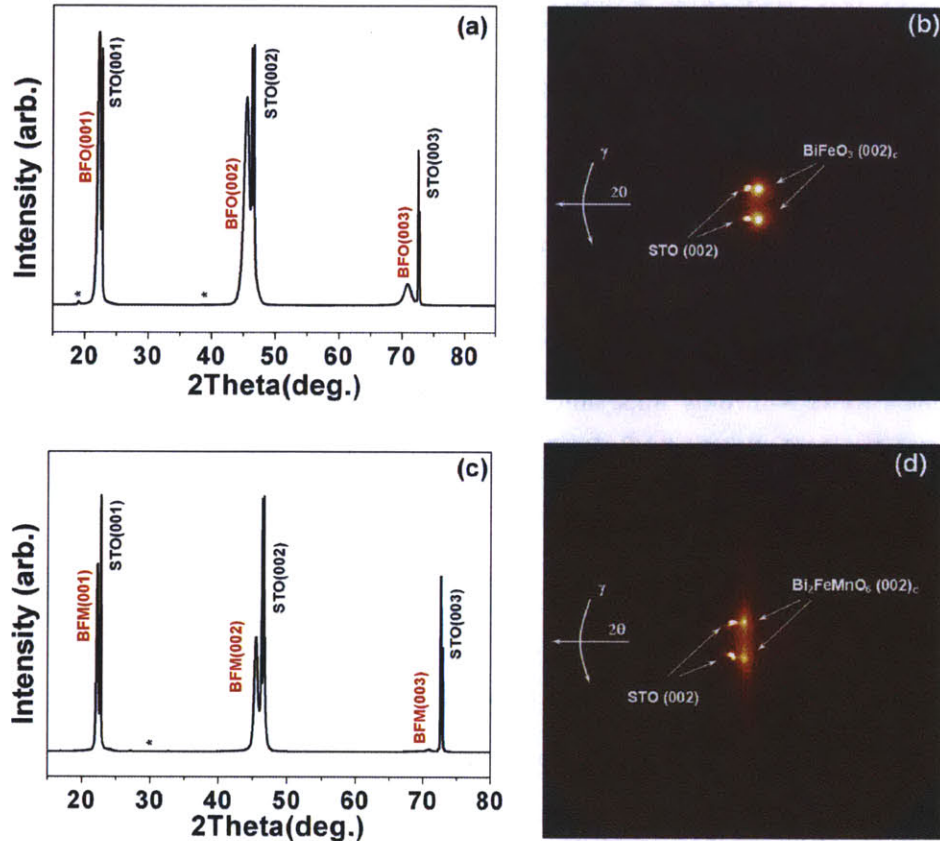 (a)
Intensity (arb.)
BFO(001)
STO(001)
BFO(002)
STO(002)
BFO(003)
STO(003)
*
*
20 30 40 50 60 70 80
2Theta(deg.)
(b)
γ
2θ
BiFeO₃ (002)c
STO (002)
(c)
Intensity (arb.)
BFM(001)
STO(001)
BFM(002)
STO(002)
BFM(003)
STO(003)
*
20 30 40 50 60 70 80
2Theta(deg.)
(d)
γ
2θ
Bi₂FeMnO₆ (002)c
STO (002)